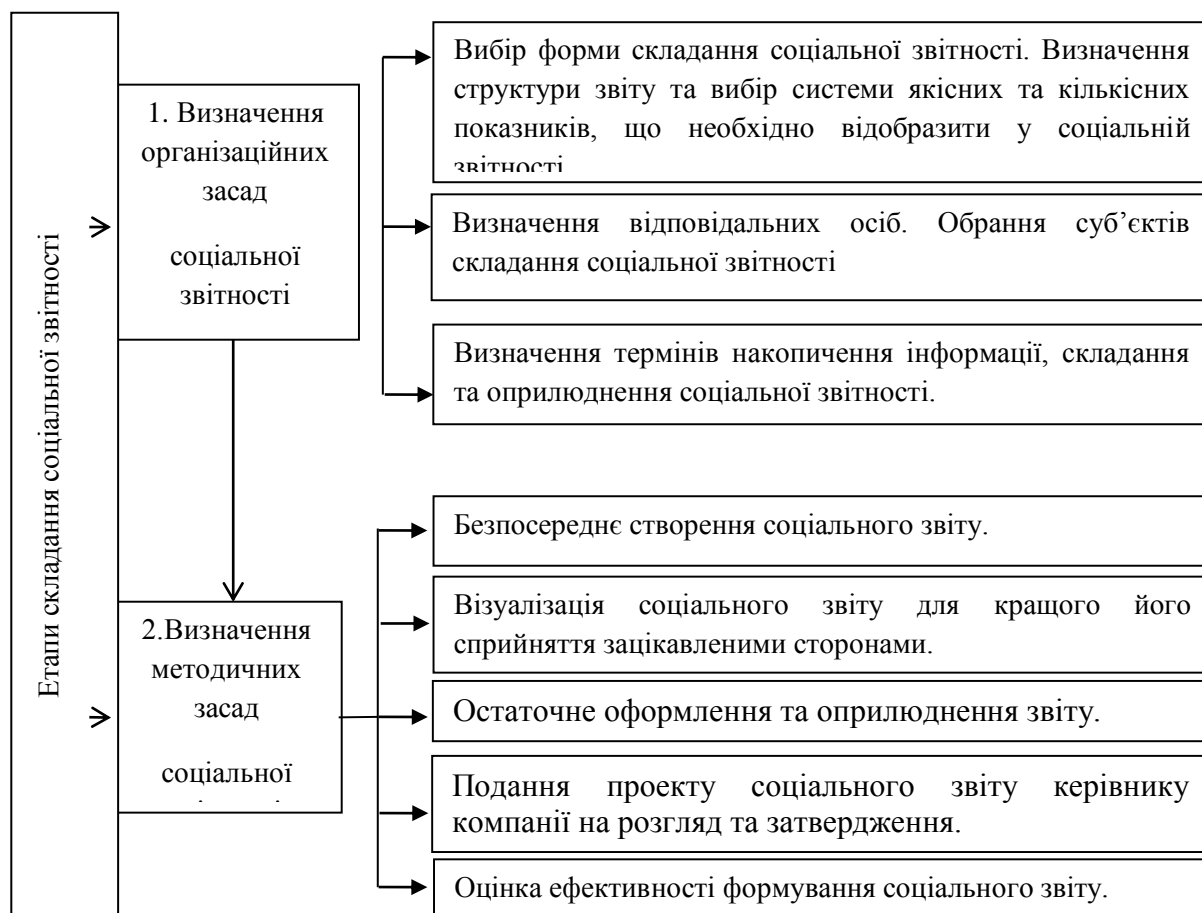 Етапи складання соціальної звітності
1. Визначення
організаційних
засад
соціальної
звітності
Вибір форми складання соціальної звітності. Визначення
структури звіту та вибір системи якісних та кількісних
показників, що необхідно відобразити у соціальній
звітності
Визначення відповідальних осіб. Обрання суб’єктів
складання соціальної звітності
Визначення термінів накопичення інформації, складання
та оприлюднення соціальної звітності.
2.Визначення
методичних
засад
соціальної
Безпосереднє створення соціального звіту.
Візуалізація соціального звіту для кращого його
сприйняття зацікавленими сторонами.
Остаточне оформлення та оприлюднення звіту.
Подання проекту соціального звіту керівнику
компанії на розгляд та затвердження.
Оцінка ефективності формування соціального звіту.